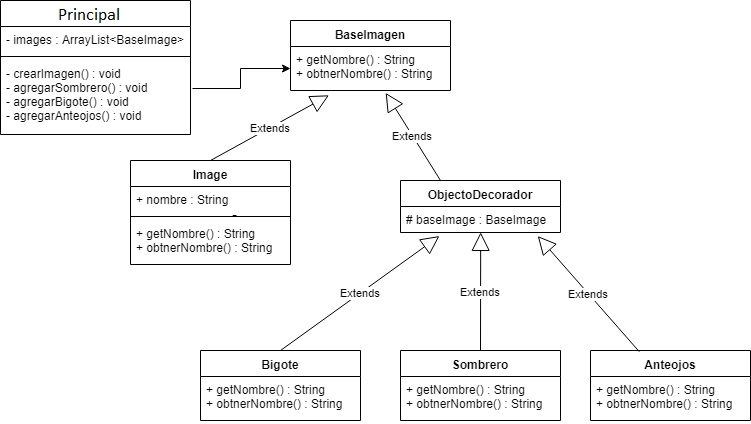 Principal
- images : ArrayList<BaseImage>
- crearImagen() : void
- agregarSombrero() : void
- agregarBigote() : void
- agregarAnteojos() : void
BaseImagen
+ getNombre() : String
+ obtnerNombre() : String
Extends
Extends
Image
+ nombre : String
+ getNombre() : String
+ obtnerNombre() : String
ObjectoDecorador
# baseImage : BaseImage
Extends
Extends
Extends
Bigote
+ getNombre() : String
+ obtnerNombre() : String
Sombrero
+ getNombre() : String
+ obtnerNombre() : String
Anteojos
+ getNombre() : String
+ obtnerNombre() : String